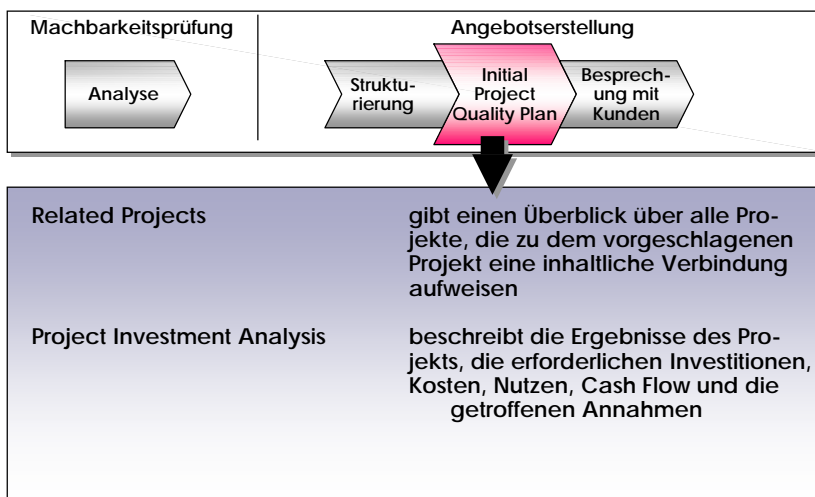 Machbarkeitsprüfung
Angebotserstellung
Analyse
Struktu-
rierung
Initial
Project
Quality Plan
Besprech-
ung mit
Kunden
Related Projects
gibt einen Überblick über alle Pro-
jekte, die zu dem vorgeschlagenen
Projekt eine inhaltliche Verbindung
aufweisen
Project Investment Analysis
beschreibt die Ergebnisse des Pro-
jekts, die erforderlichen Investitionen,
Kosten, Nutzen, Cash Flow und die
getroffenen Annahmen